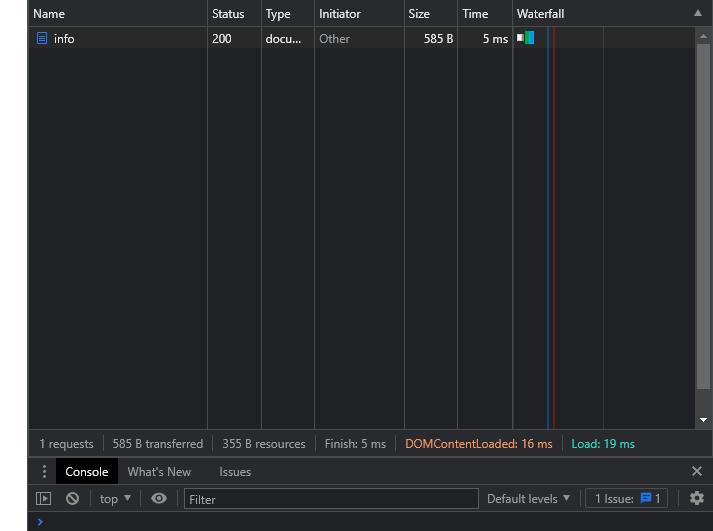 Name Status Type Initiator Size Time Waterfall
info 200 docu... Other 585 B 5 ms
1 requests 585 B transferred 355 B resources Finish: 5 ms DOMContentLoaded: 16 ms Load: 19 ms
Console What's New Issues
top Filter Default levels 1 Issue: 1